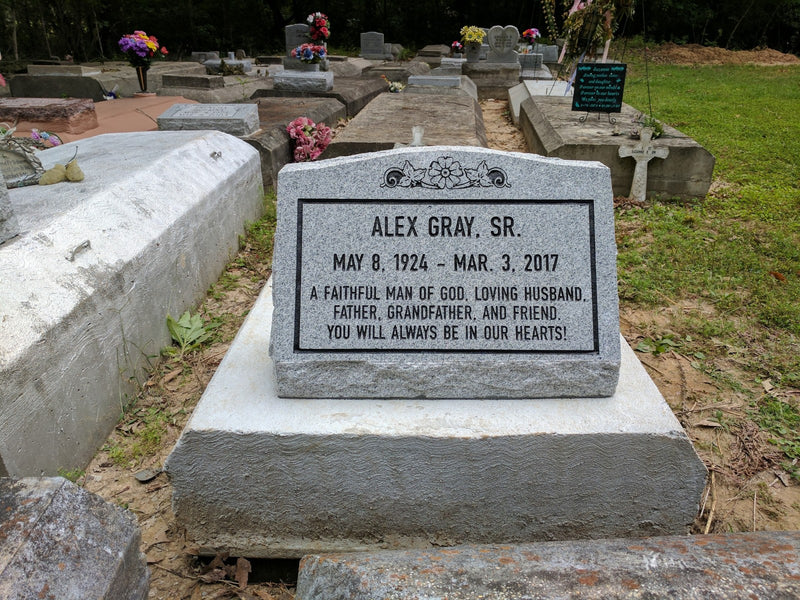 ALEX GRAY, SR.
MAY 8, 1924 - MAR. 3, 2017
A FAITHFUL MAN OF GOD, LOVING HUSBAND,
FATHER, GRANDFATHER, AND FRIEND.
YOU WILL ALWAYS BE IN OUR HEARTS!